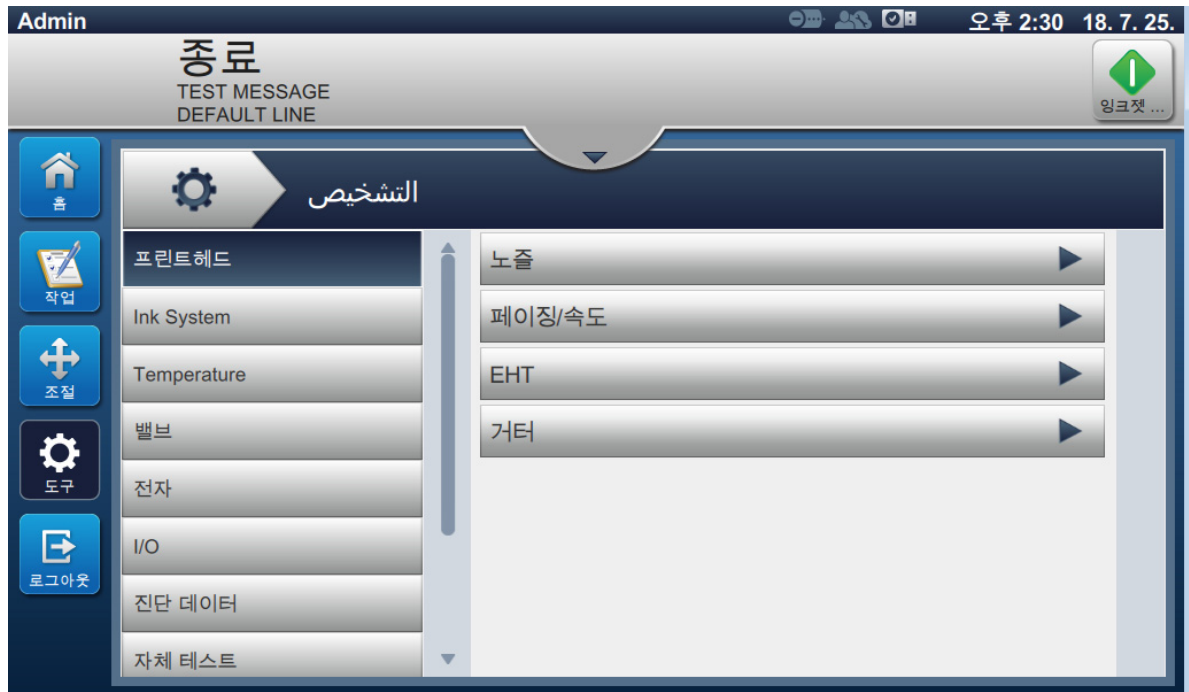 Admin
오후 2:30 18. 7. 25.
종료
TEST MESSAGE
DEFAULT LINE
잉크젯 ...
홈
التشخيص
프린트헤드
노즐
작업
Ink System
페이징/속도
조절
Temperature
EHT
밸브
거터
도구
전자
I/O
로그아웃
진단 데이터
자체 테스트